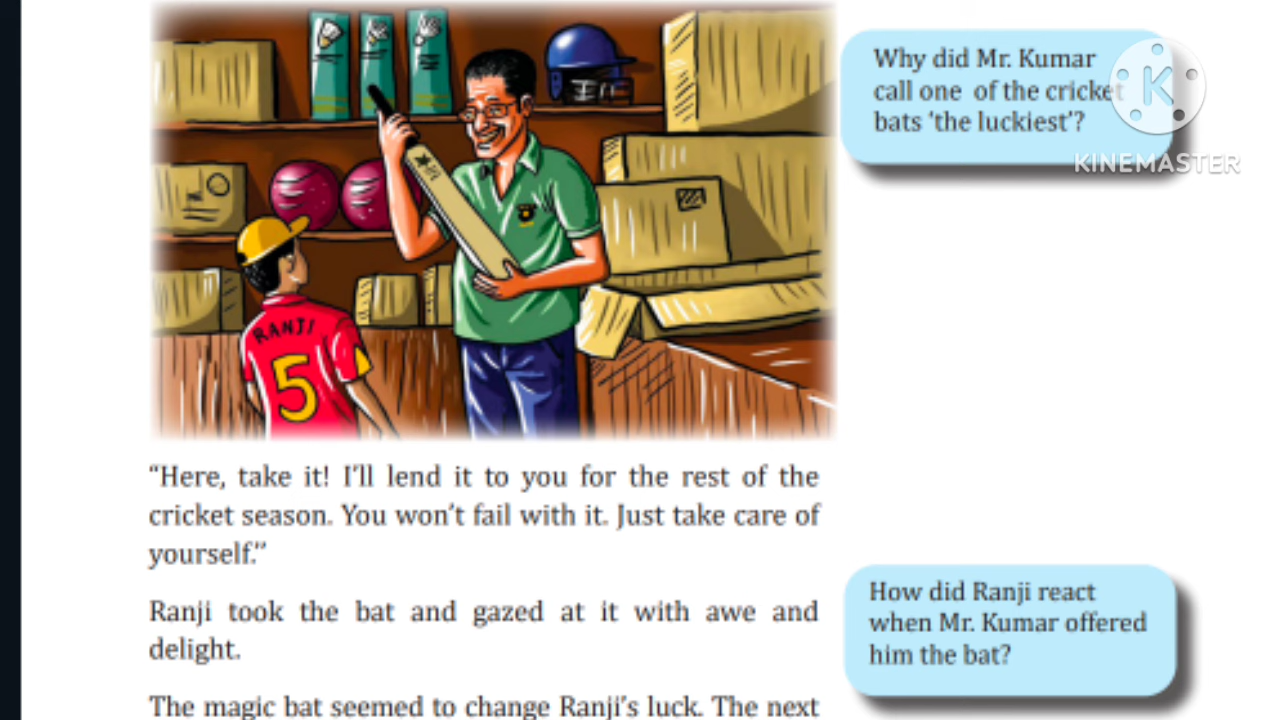 Why did Mr. Kumar
call one of the cricket
bats 'the luckiest'?
K
KINEMASTER
RANJI
5
“Here, take it! I’ll lend it to you for the rest of the
cricket season. You won’t fail with it. Just take care of
yourself.”
Ranji took the bat and gazed at it with awe and
delight.
How did Ranji react
when Mr. Kumar offered
him the bat?
The magic bat seemed to change Ranji’s luck. The next